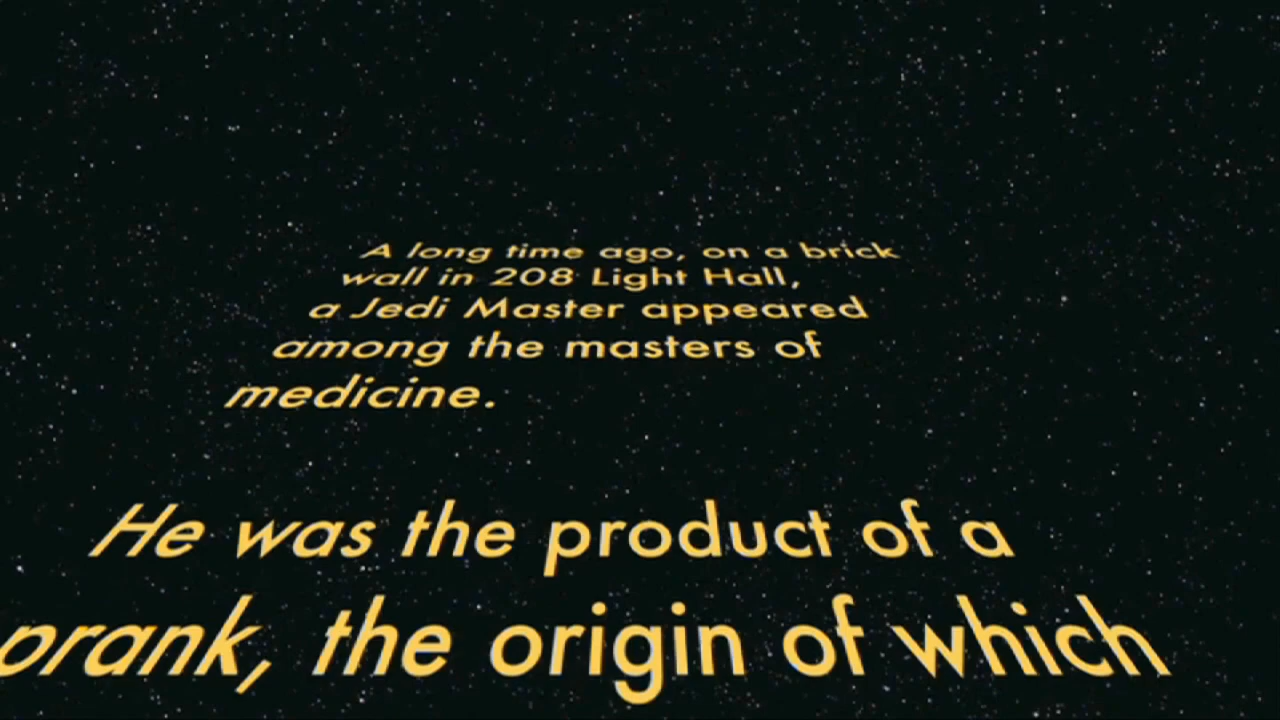 A long time ago, on a brick
wall in 208 Light Hall,
a Jedi Master appeared
among the masters of
medicine.
He was the product of a
prank, the origin of which